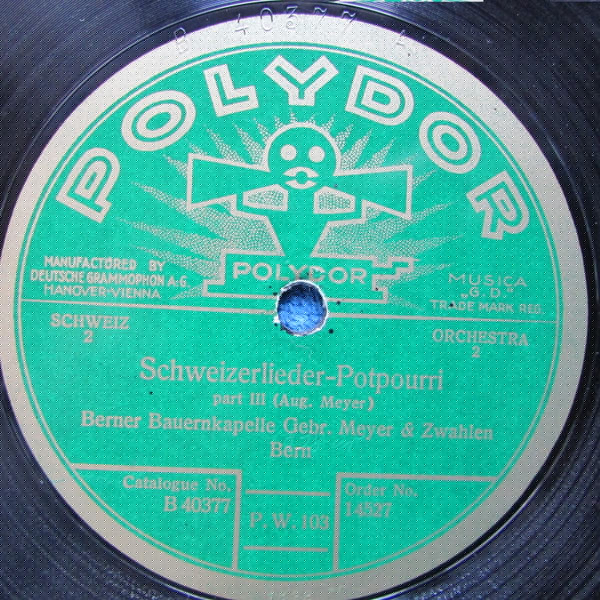 B 40377 A
POLYDOR
POLYDOR
MANUFACTURED BY
DEUTSCHE GRAMMOPHON A:G.
HANOVER-VIENNA
MUSICA
„G.D.“
TRADE MARK REG.
SCHWEIZ
2
ORCHESTRA
2
Schweizerlieder-Potpourri
part III (Aug. Meyer)
Berner Bauernkapelle Gebr. Meyer & Zwahlen
Bern
Catalogue No.
B 40377
P. W. 103
Order No.
14527